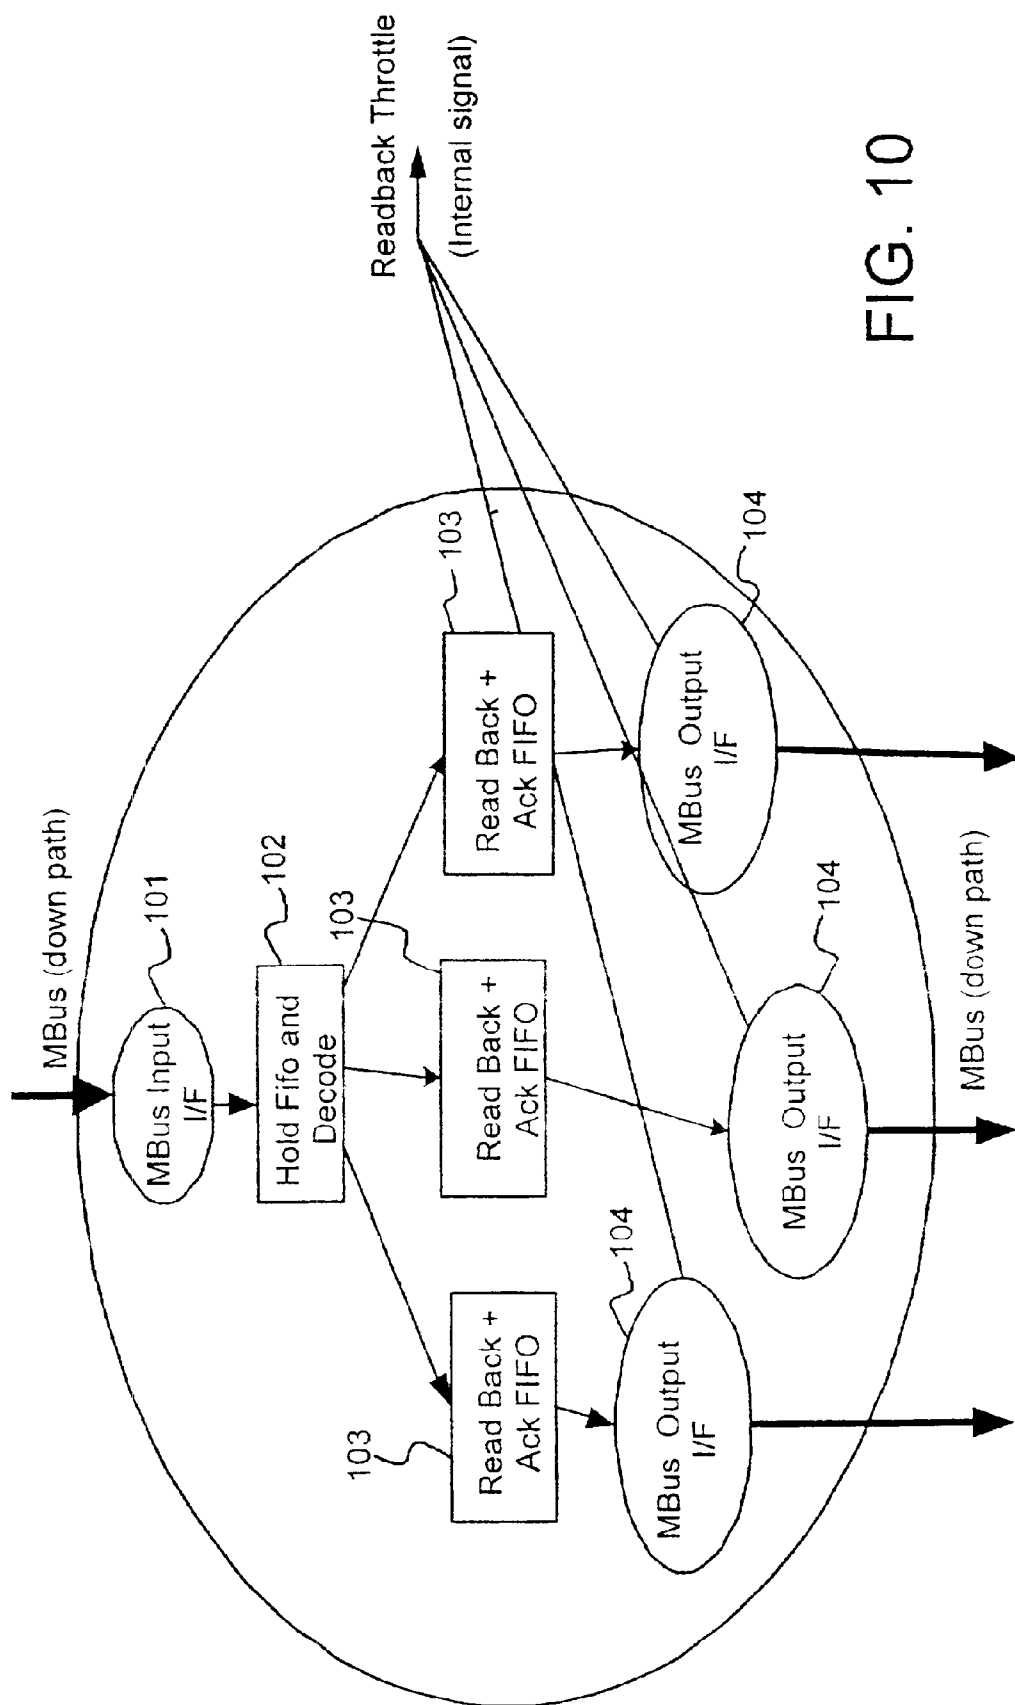 MBus (down path)
101
MBus Input
I/F
102
Hold Fifo and
Decode
103
Read Back +
Ack FIFO
103
Read Back +
Ack FIFO
103
Read Back +
Ack FIFO
104
MBus Output
I/F
104
MBus Output
I/F
104
MBus Output
I/F
MBus (down path)
Readback Throttle
(Internal signal)
FIG. 10